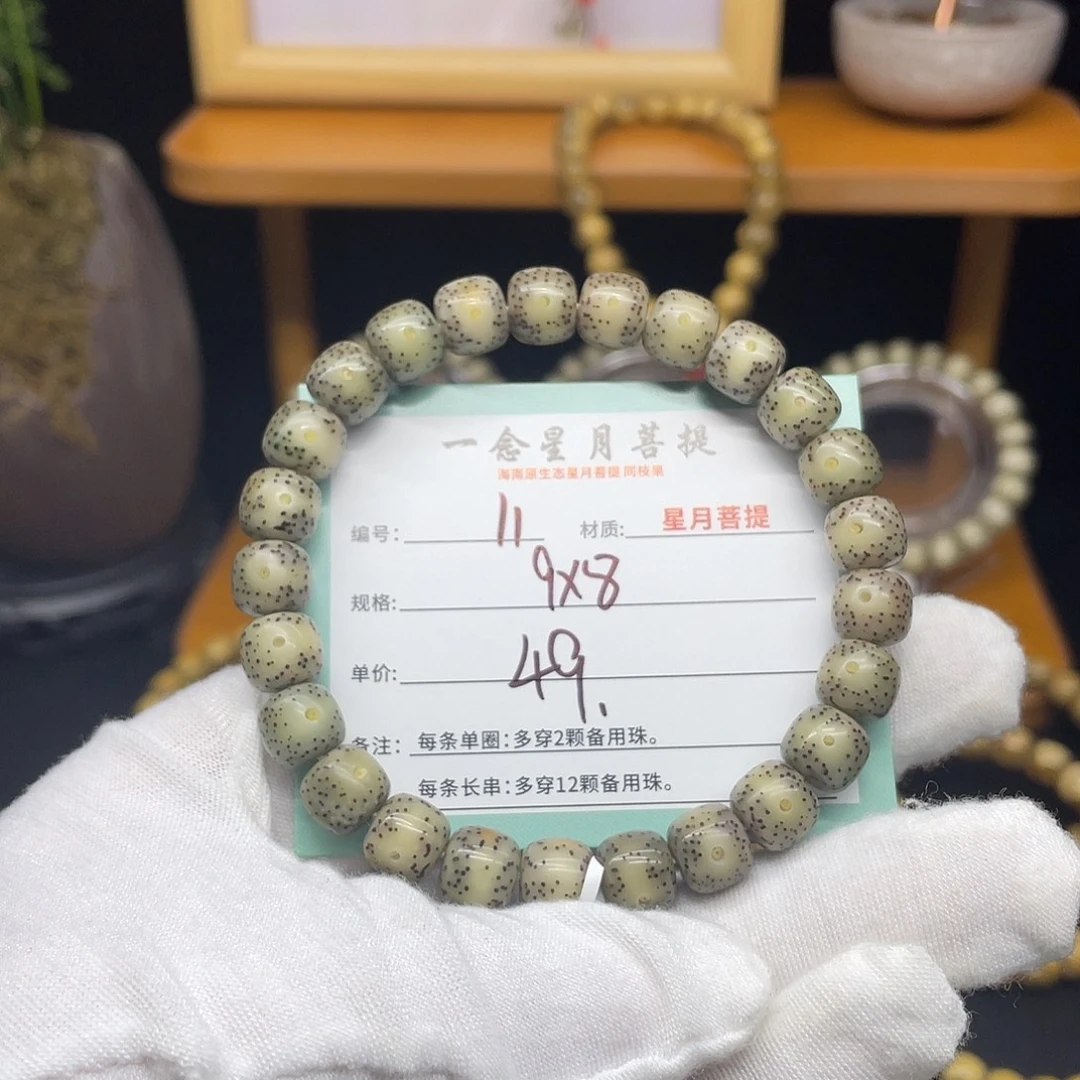 一念星月菩提
海南原生态星月菩提 同枝果
编号: 11 材质: 星月菩提
规格: 9x8
单价: 49.
备注: 每条单圈:多穿2颗备用珠。
每条长串:多穿12颗备用珠。